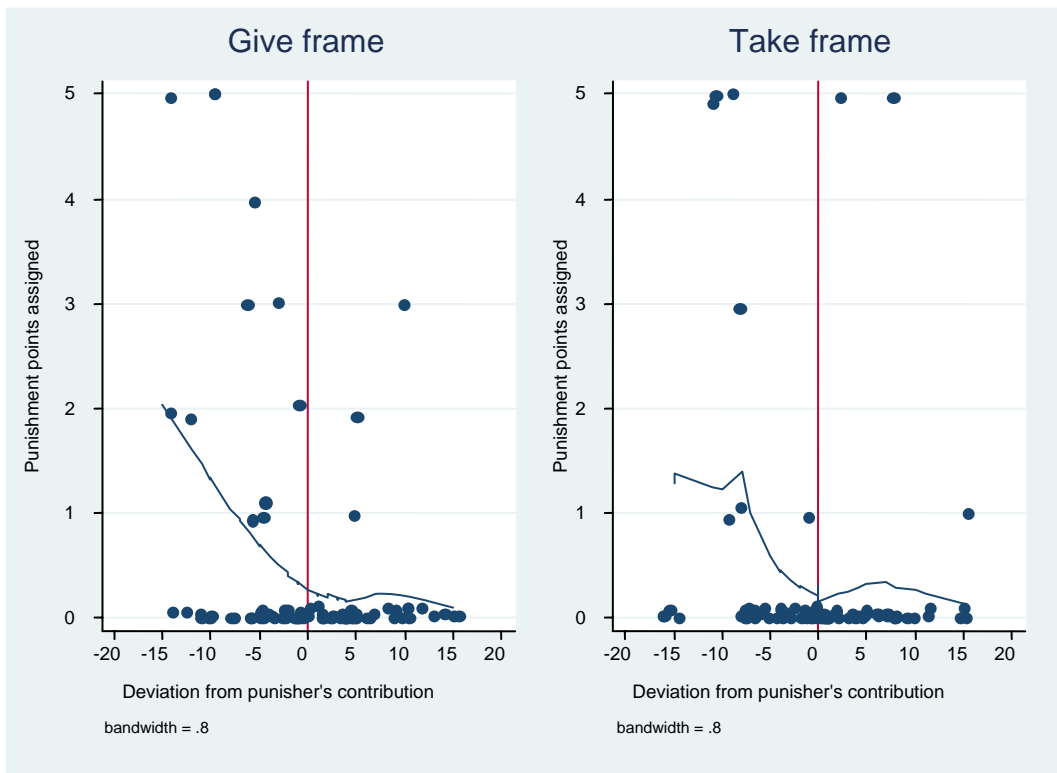 Give frame
Punishment points assigned
5
4
3
2
1
0
-20 -15 -10 -5 0 5 10 15 20
Deviation from punisher's contribution
bandwidth = .8
Take frame
Punishment points assigned
5
4
3
2
1
0
-20 -15 -10 -5 0 5 10 15 20
Deviation from punisher's contribution
bandwidth = .8